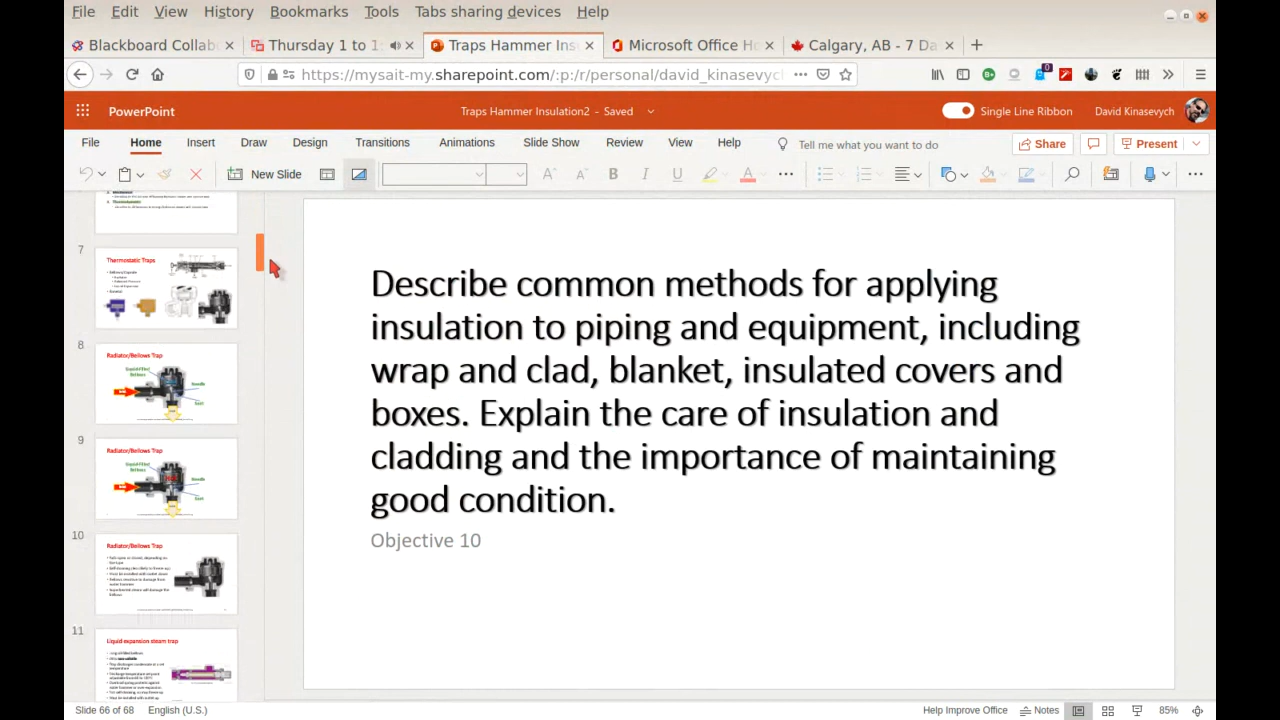 File Edit View History Bookmarks Tools Tabs sharing devices Help
Blackboard Collab
Thursday 1 to 1
Traps Hammer Ins
Microsoft Office Ho
Calgary, AB - 7 Da
https://mysait-my.sharepoint.com/:p:/r/personal/david_kinasevych
0
PowerPoint
Traps Hammer Insulation2 - Saved
Single Line Ribbon
David Kinasevych
File Home Insert Draw Design Transitions Animations Slide Show Review View Help
Tell me what you want to do
Share
Present
New Slide
B I U A
7
Thermostatic Traps
8
Radiator/Bellows Trap
9
Radiator/Bellows Trap
10
Radiator/Bellows Trap
11
Liquid expansion steam trap
Describe common methods for applying
insulation to piping and equipment, including
wrap and clad, blanket, insulated covers and
boxes. Explain the care of insulation and
cladding and the importance of maintaining
good condition.
Objective 10
Slide 66 of 68
English (U.S.)
Help Improve Office
Notes
85%